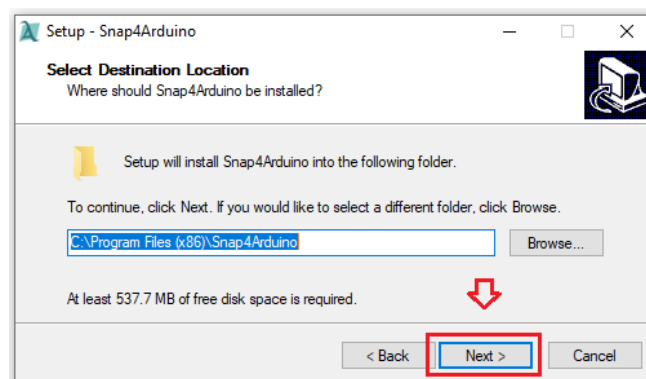 Setup - Snap4Arduino
Select Destination Location
Where should Snap4Arduino be installed?
Setup will install Snap4Arduino into the following folder.
To continue, click Next. If you would like to select a different folder, click Browse.
C:\Program Files (x86)\Snap4Arduino
Browse...
At least 537.7 MB of free disk space is required.
< Back
Next >
Cancel